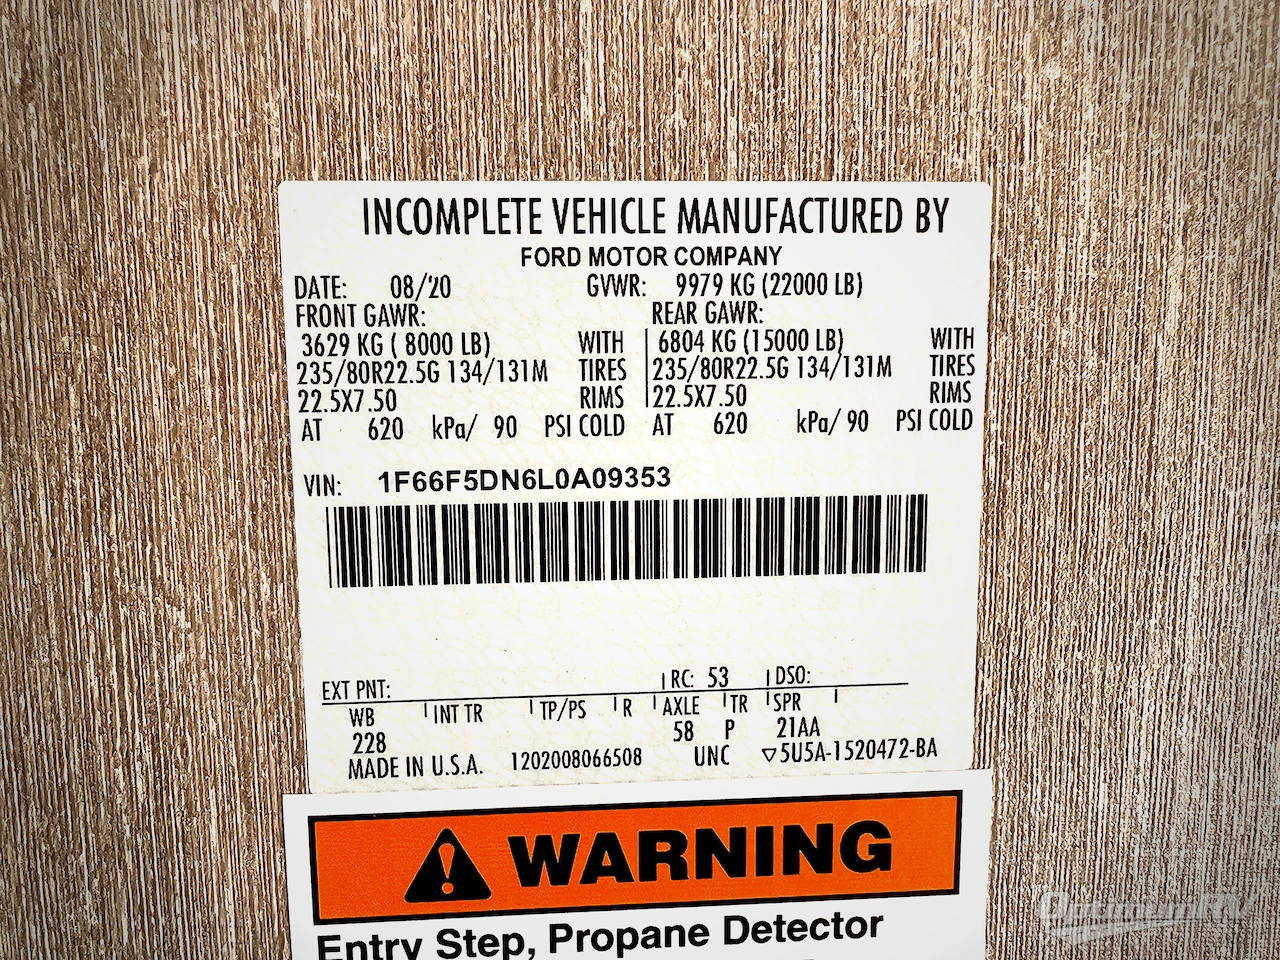 INCOMPLETE VEHICLE MANUFACTURED BY
FORD MOTOR COMPANY
DATE: 08/'20 GVWR: 9979 KG (22000 LB)
FRONT GAWR: REAR GAWR:
3629 KG ( 8000 LB) WITH 6804 KG (15000 LB) WITH
235/80R22.5G 134/131M TIRES 235/80R22.5G 134/131M TIRES
22.5X7.50 RIMS 22.5X7.50 RIMS
AT 620 kPa/ 90 PSI COLD AT 620 kPa/ 90 PSI COLD
VIN: 1F66F5DN6L0A09353
EXT PNT: RC: 53 DSO:
WB INT TR TP/PS R AXLE TR SPR
228 58 P 21AA
MADE IN U.S.A. 1202008066508 UNC ▽5U5A-1520472-BA
WARNING
Entry Step, Propane Detector
OptimumRV